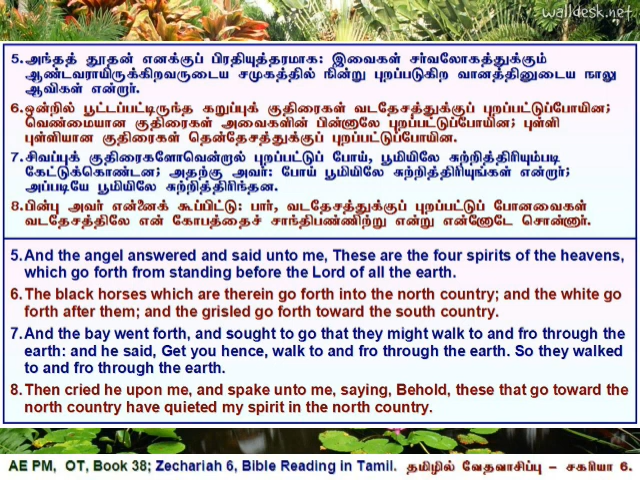 walldesk.net
5.அந்தத் தூதன் எனக்குப் பிரதியுத்தரமாக: இவைகள் சர்வலோகத்துக்கும்
ஆண்டவராயிருக்கிறவருடைய சமுகத்தில் நின்று புறப்படுகிற வானத்தினுடைய நாலு
ஆவிகள் என்றார்.
6.ஒன்றில் பூட்டப்பட்டிருந்த கறுப்புக் குதிரைகள் வடதேசத்துக்குப் புறப்பட்டுப்போயின;
வெண்மையான குதிரைகள் அவைகளின் பின்னாலே புறப்பட்டுப்போயின; புள்ளி
புள்ளியான குதிரைகள் தென்தேசத்துக்குப் புறப்பட்டுப்போயின.
7.சிவப்புக் குதிரைகளோவென்றால் புறப்பட்டுப் போய், பூமியிலே சுற்றித்திரியும்படி
கேட்டுக்கொண்டன; அதற்கு அவர்: போய் பூமியிலே சுற்றித்திரியுங்கள் என்றார்;
அப்படியே பூமியிலே சுற்றித்திரிந்தன.
8.பின்பு அவர் என்னைக் கூப்பிட்டு: பார், வடதேசத்துக்குப் புறப்பட்டுப் போனவைகள்
வடதேசத்திலே என் கோபத்தைச் சாந்திபண்ணிற்று என்று என்னோடே சொன்னார்.
5.And the angel answered and said unto me, These are the four spirits of the heavens,
which go forth from standing before the Lord of all the earth.
6.The black horses which are therein go forth into the north country; and the white go
forth after them; and the grisled go forth toward the south country.
7.And the bay went forth, and sought to go that they might walk to and fro through the
earth: and he said, Get you hence, walk to and fro through the earth. So they walked
to and fro through the earth.
8.Then cried he upon me, and spake unto me, saying, Behold, these that go toward the
north country have quieted my spirit in the north country.
AE PM, OT, Book 38; Zechariah 6, Bible Reading in Tamil. தமிழில் வேதவாசிப்பு – சகரியா 6.